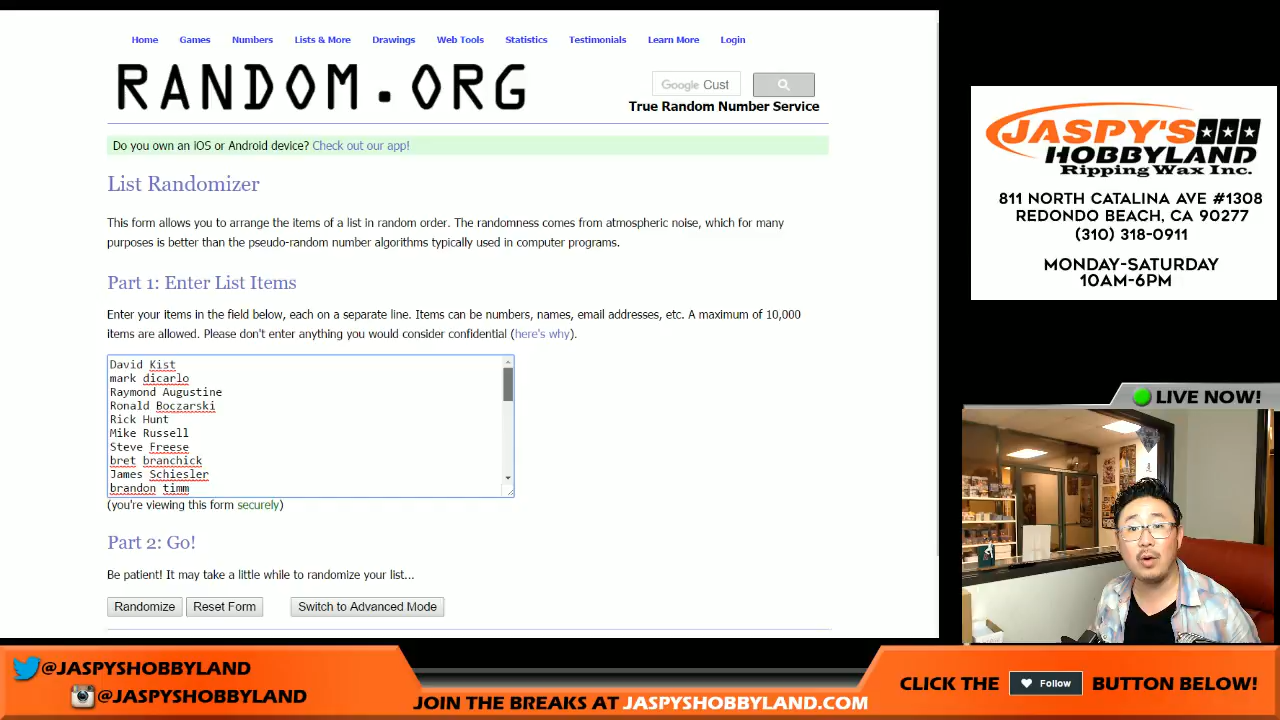 Home Games Numbers Lists & More Drawings Web Tools Statistics Testimonials Learn More Login
RANDOM.ORG
Google Cust
True Random Number Service
Do you own an iOS or Android device? Check out our app!
List Randomizer
This form allows you to arrange the items of a list in random order. The randomness comes from atmospheric noise, which for many
purposes is better than the pseudo-random number algorithms typically used in computer programs.
Part 1: Enter List Items
Enter your items in the field below, each on a separate line. Items can be numbers, names, email addresses, etc. A maximum of 10,000
items are allowed. Please don't enter anything you would consider confidential (here's why).
David Kist
mark dicarlo
Raymond Augustine
Ronald Boczarski
Rick Hunt
Mike Russell
Steve Freese
bret branchick
James Schiesler
brandon timm
(you're viewing this form securely)
Part 2: Go!
Be patient! It may take a little while to randomize your list...
Randomize Reset Form Switch to Advanced Mode
JASPY'S
HOBBYLAND
Ripping Wax Inc.
811 NORTH CATALINA AVE #1308
REDONDO BEACH, CA 90277
(310) 318-0911
MONDAY-SATURDAY
10AM-6PM
LIVE NOW!
@JASPYSHOBBYLAND
@JASPYSHOBBYLAND
JOIN THE BREAKS AT JASPYSHOBBYLAND.COM
CLICK THE Follow BUTTON BELOW!